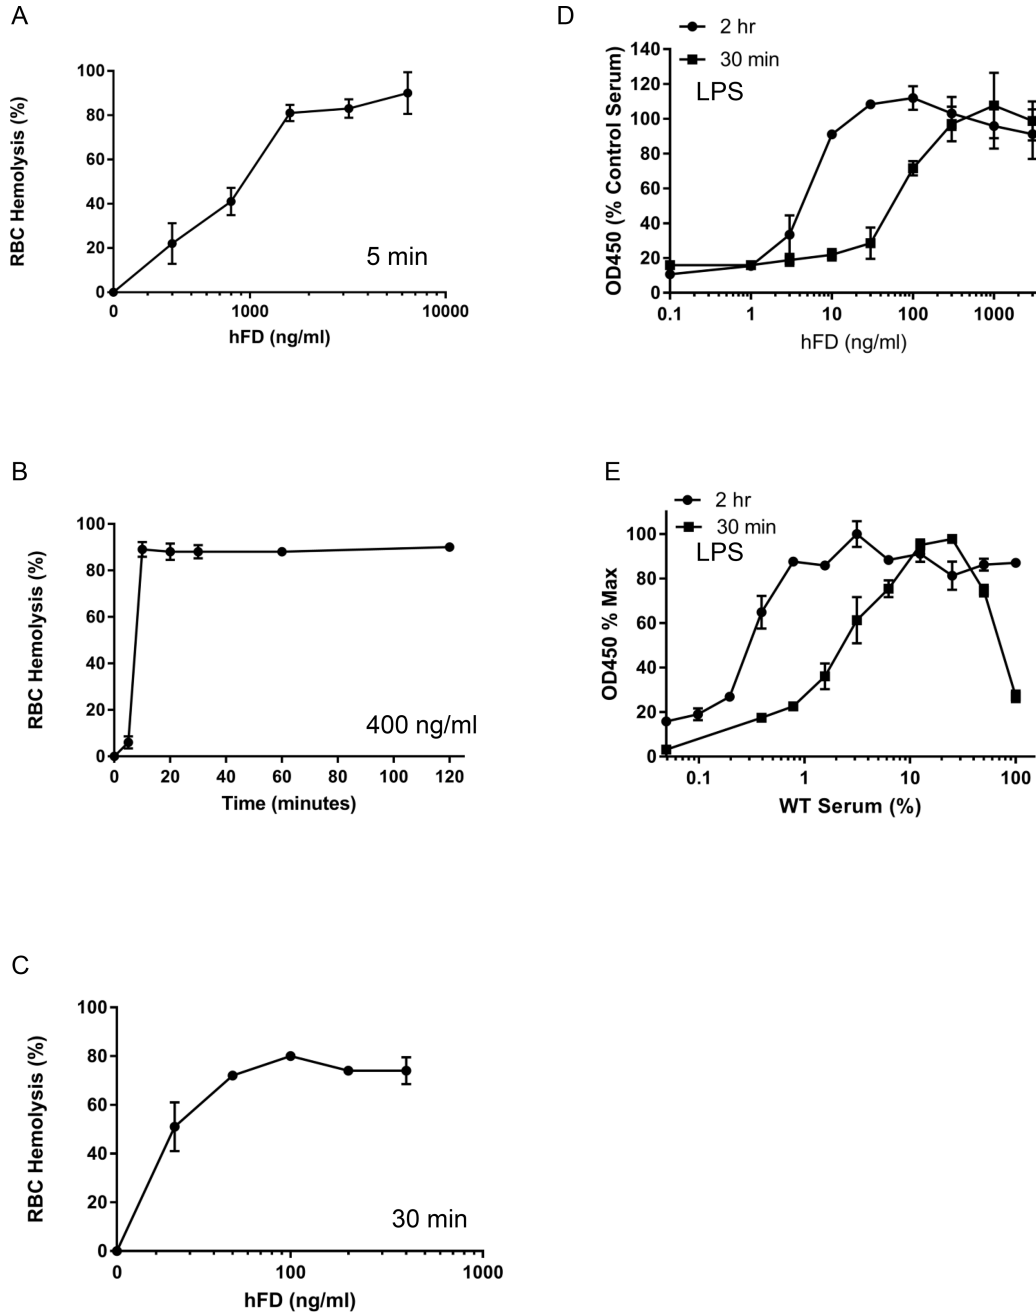 A
100
80
60
40
20
0
RBC Hemolysis (%)
5 min
0
1000
10000
hFD (ng/ml)
D
2 hr
30 min
LPS
140
120
100
80
60
40
20
0
OD450 (% Control Serum)
0.1
1
10
100
1000
hFD (ng/ml)
B
100
80
60
40
20
0
RBC Hemolysis (%)
400 ng/ml
0
20
40
60
80
100
120
Time (minutes)
E
2 hr
30 min
LPS
100
80
60
40
20
0
OD450 % Max
0.1
1
10
100
WT Serum (%)
C
100
80
60
40
20
0
RBC Hemolysis (%)
30 min
0
100
1000
hFD (ng/ml)